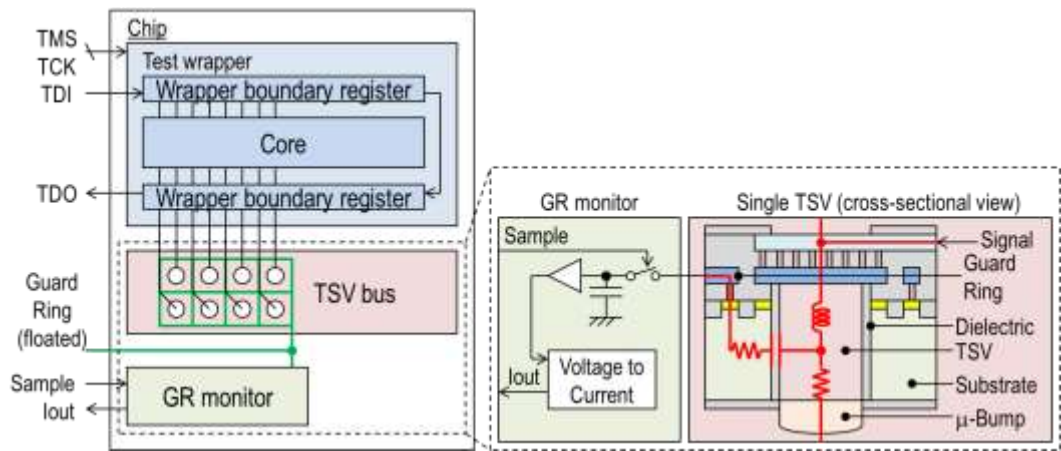 Chip
TMS
TCK
TDI
Test wrapper
Wrapper boundary register
Core
TDO
Wrapper boundary register
Guard
Ring
(floated)
TSV bus
Sample
Iout
GR monitor
GR monitor
Sample
Iout
Voltage to
Current
Single TSV (cross-sectional view)
Signal
Guard
Ring
Dielectric
TSV
Substrate
μ-Bump